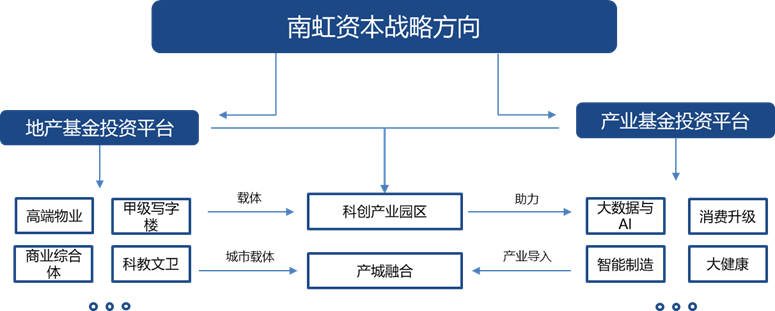 南虹资本战略方向
地产基金投资平台
产业基金投资平台
高端物业
甲级写字
楼
载体
科创产业园区
助力
大数据与
AI
消费升级
商业综合
体
科教文卫
城市载体
产城融合
产业导入
智能制造
大健康